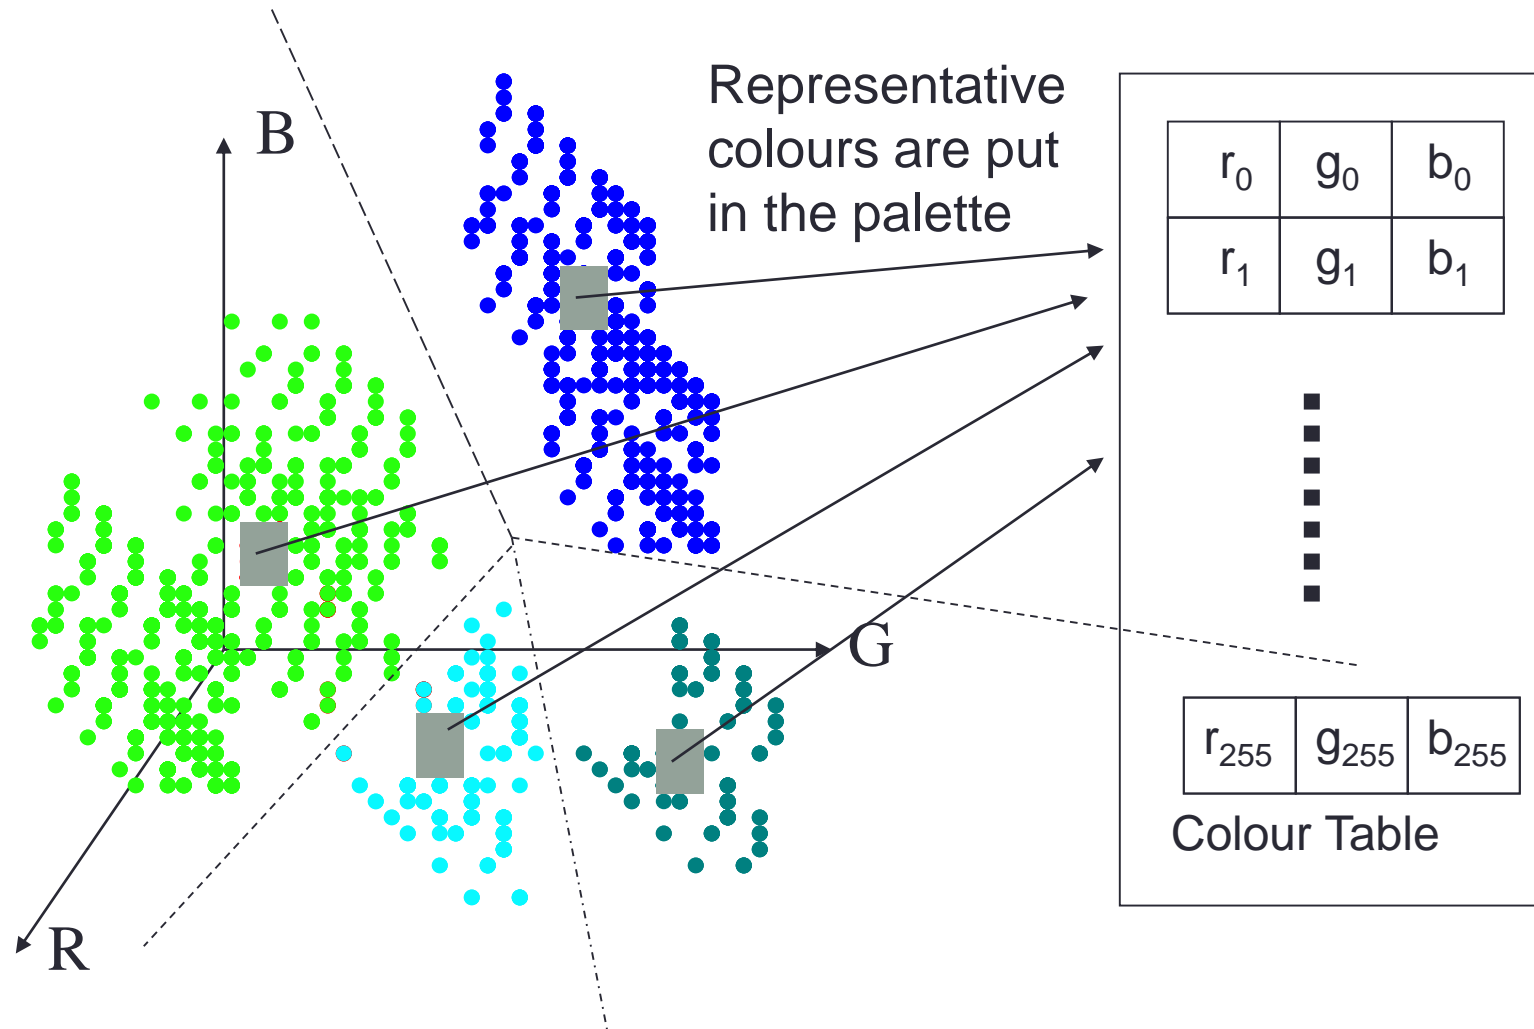 B
Representative
colours are put
in the palette
r0 g0 b0
r1 g1 b1
G
r255 g255 b255
Colour Table
R